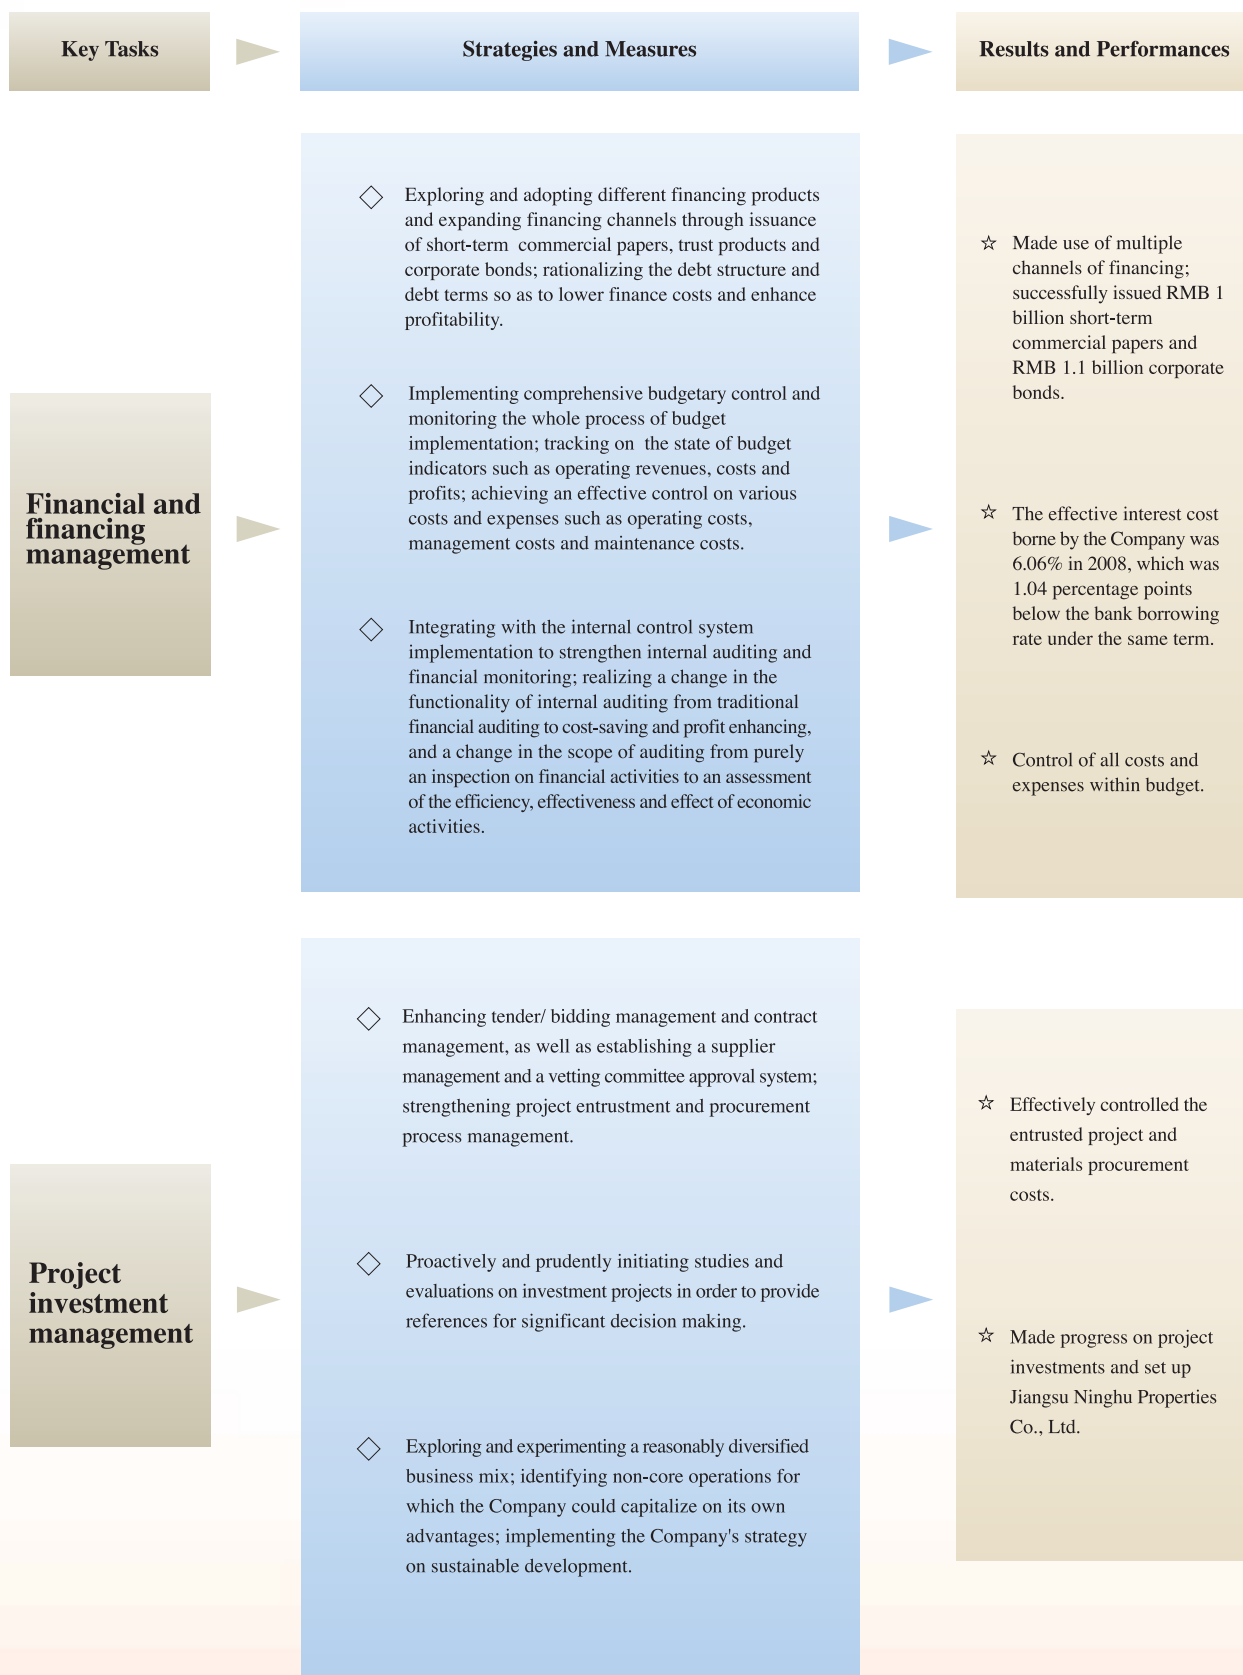 Key Tasks
Strategies and Measures
Results and Performances
Financial and
financing
management
Exploring and adopting different financing products
and expanding financing channels through issuance
of short-term commercial papers, trust products and
corporate bonds; rationalizing the debt structure and
debt terms so as to lower finance costs and enhance
profitability.
Implementing comprehensive budgetary control and
monitoring the whole process of budget
implementation; tracking on the state of budget
indicators such as operating revenues, costs and
profits; achieving an effective control on various
costs and expenses such as operating costs,
management costs and maintenance costs.
Integrating with the internal control system
implementation to strengthen internal auditing and
financial monitoring; realizing a change in the
functionality of internal auditing from traditional
financial auditing to cost-saving and profit enhancing,
and a change in the scope of auditing from purely
an inspection on financial activities to an assessment
of the efficiency, effectiveness and effect of economic
activities.
☆ Made use of multiple
channels of financing;
successfully issued RMB 1
billion short-term
commercial papers and
RMB 1.1 billion corporate
bonds.
☆ The effective interest cost
borne by the Company was
6.06% in 2008, which was
1.04 percentage points
below the bank borrowing
rate under the same term.
☆ Control of all costs and
expenses within budget.
Project
investment
management
Enhancing tender/ bidding management and contract
management, as well as establishing a supplier
management and a vetting committee approval system;
strengthening project entrustment and procurement
process management.
Proactively and prudently initiating studies and
evaluations on investment projects in order to provide
references for significant decision making.
Exploring and experimenting a reasonably diversified
business mix; identifying non-core operations for
which the Company could capitalize on its own
advantages; implementing the Company's strategy
on sustainable development.
☆ Effectively controlled the
entrusted project and
materials procurement
costs.
☆ Made progress on project
investments and set up
Jiangsu Ninghu Properties
Co., Ltd.